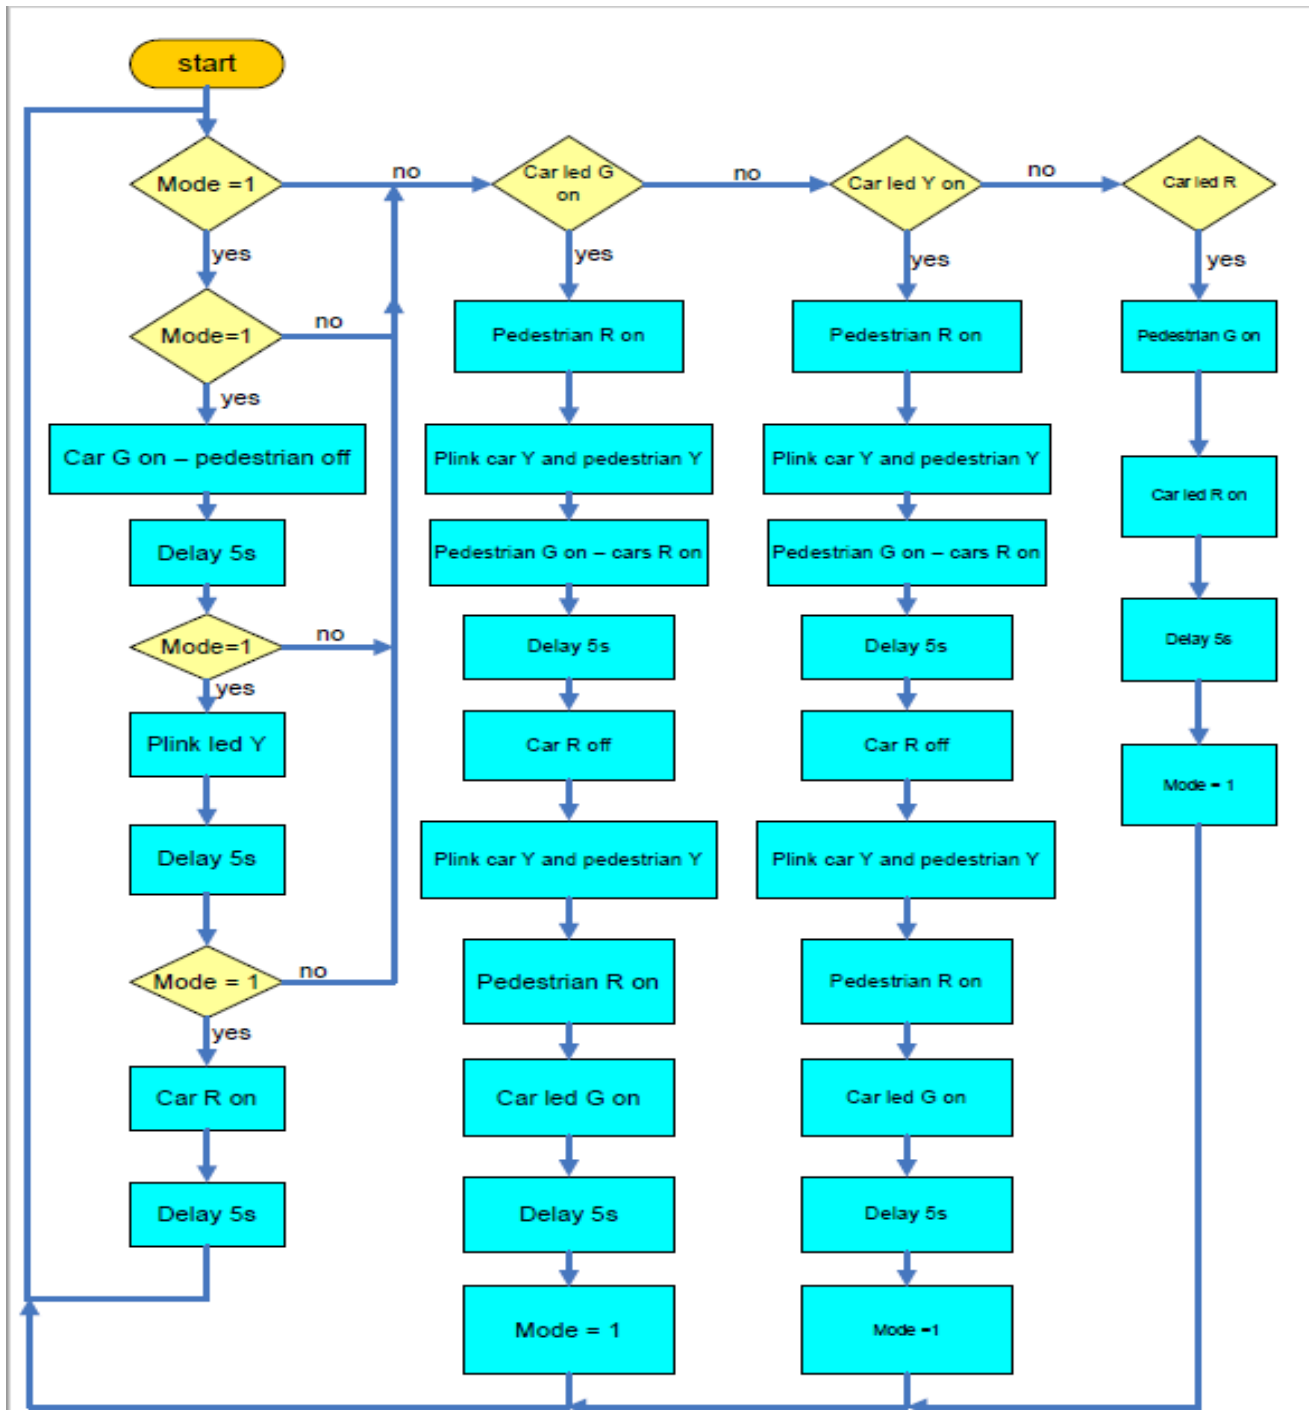 start
Mode =1
no
Car led G
on
no
Car led Y on
no
Car led R
yes
yes
yes
yes
Mode=1
no
Pedestrian R on
Pedestrian R on
Pedestrian G on
yes
Car G on – pedestrian off
Plink car Y and pedestrian Y
Plink car Y and pedestrian Y
Car led R on
Delay 5s
Pedestrian G on – cars R on
Pedestrian G on – cars R on
Mode=1
no
Delay 5s
Delay 5s
Delay 5s
yes
Plink led Y
Car R off
Car R off
Mode = 1
Delay 5s
Plink car Y and pedestrian Y
Plink car Y and pedestrian Y
Mode = 1
no
Pedestrian R on
Pedestrian R on
yes
Car R on
Car led G on
Car led G on
Delay 5s
Delay 5s
Delay 5s
Mode = 1
Mode =1